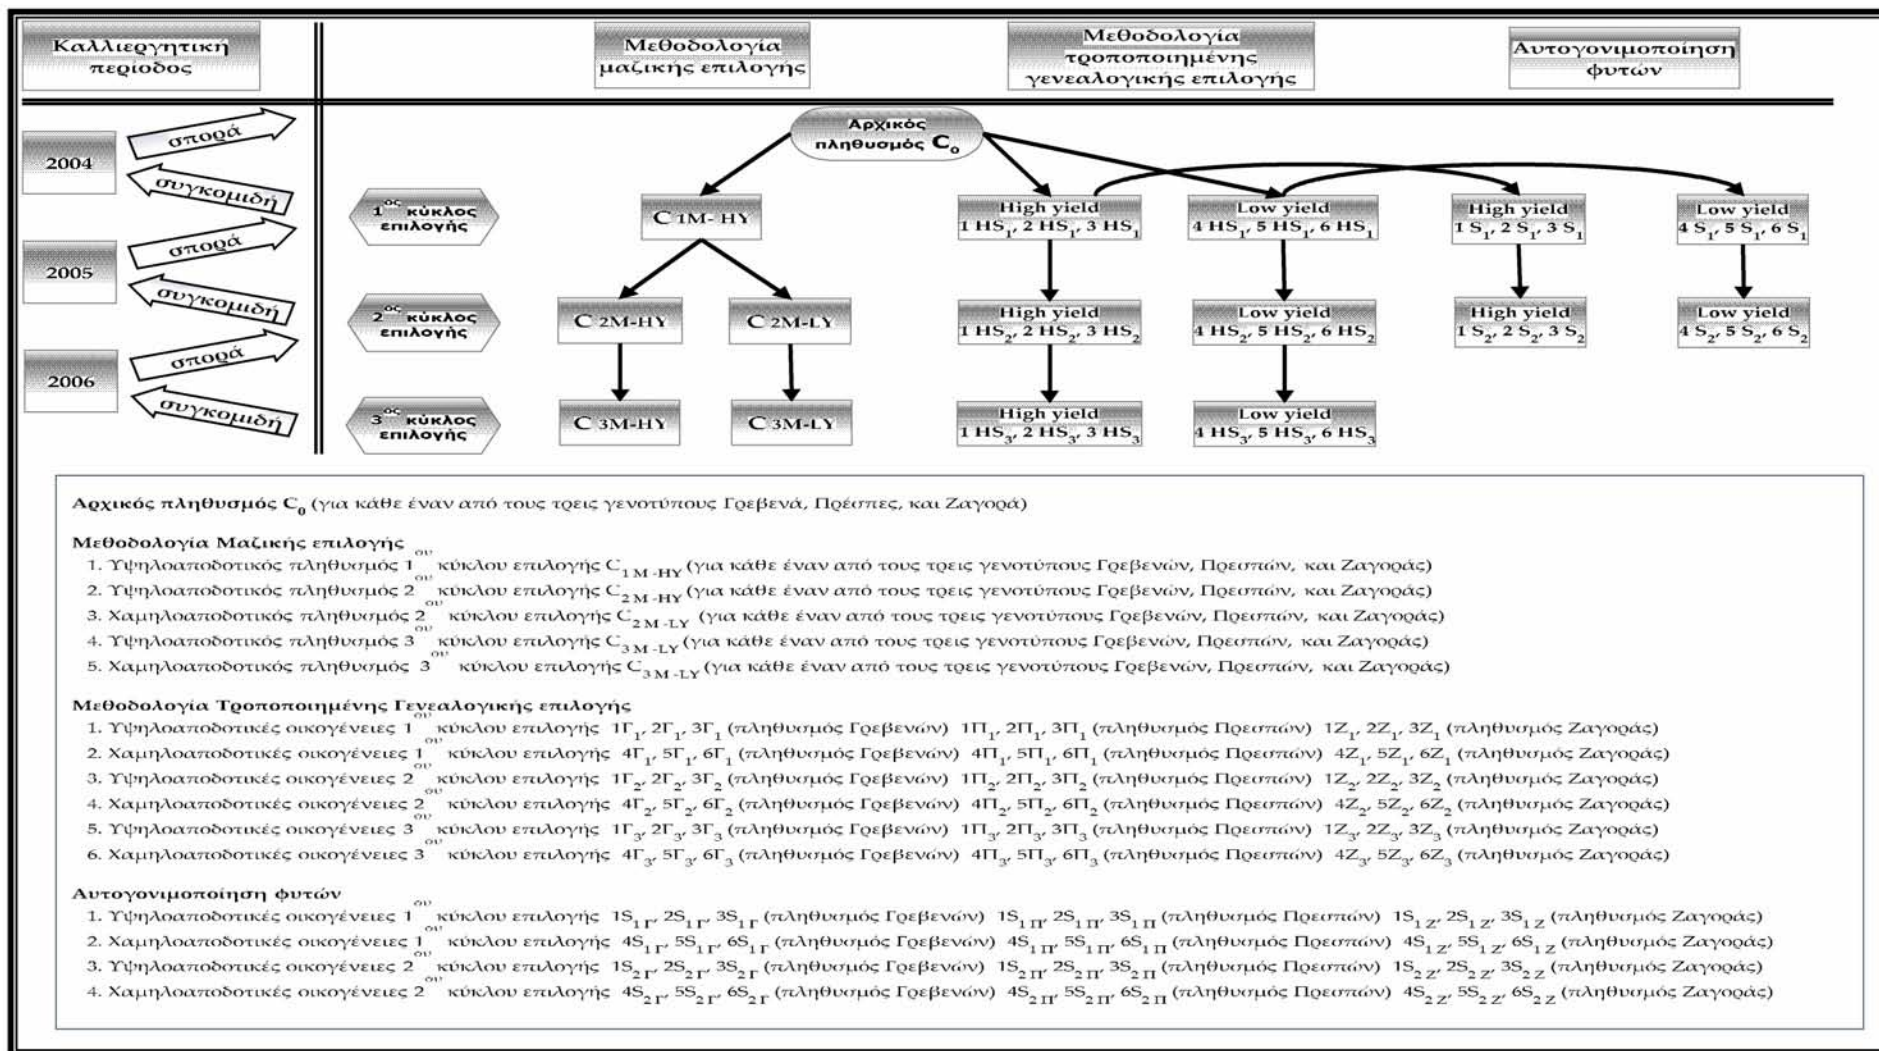 Καλλιεργητική
περίοδος
Μεθοδολογία
μαζικής επιλογής
Μεθοδολογία
τροποποιημένης
γενεαλογικής επιλογής
Αυτογονιμοποίηση
φυτών
2004
σπορά
συγκομιδή
2005
σπορά
συγκομιδή
2006
σπορά
συγκομιδή
Αρχικός
πληθυσμός C₀
1ος κύκλος
επιλογής
C 1M- HY
High yield
1 HS₁, 2 HS₁, 3 HS₁
Low yield
4 HS₁, 5 HS₁, 6 HS₁
High yield
1 S₁, 2 S₁, 3 S₁
Low yield
4 S₁, 5 S₁, 6 S₁
2ος κύκλος
επιλογής
C 2M-HY
C 2M-LY
High yield
1 HS₂, 2 HS₂, 3 HS₂
Low yield
4 HS₂, 5 HS₂, 6 HS₂
High yield
1 S₂, 2 S₂, 3 S₂
Low yield
4 S₂, 5 S₂, 6 S₂
3ος κύκλος
επιλογής
C 3M-HY
C 3M-LY
High yield
1 HS₃, 2 HS₃, 3 HS₃
Low yield
4 HS₃, 5 HS₃, 6 HS₃
Αρχικός πληθυσμός C₀ (για κάθε έναν από τους τρεις γενοτύπους Γρεβενά, Πρέσπες, και Ζαγορά)
Μεθοδολογία Μαζικής επιλογής
1. Υψηλοαποδοτικός πληθυσμός 1ου κύκλου επιλογής C1 M -HY (για κάθε έναν από τους τρεις γενοτύπους Γρεβενών, Πρεσπών, και Ζαγοράς)
2. Υψηλοαποδοτικός πληθυσμός 2ου κύκλου επιλογής C2 M -HY (για κάθε έναν από τους τρεις γενοτύπους Γρεβενών, Πρεσπών, και Ζαγοράς)
3. Χαμηλοαποδοτικός πληθυσμός 2ου κύκλου επιλογής C2 M -LY (για κάθε έναν από τους τρεις γενοτύπους Γρεβενών, Πρεσπών, και Ζαγοράς)
4. Υψηλοαποδοτικός πληθυσμός 3ου κύκλου επιλογής C3 M -LY (για κάθε έναν από τους τρεις γενοτύπους Γρεβενών, Πρεσπών, και Ζαγοράς)
5. Χαμηλοαποδοτικός πληθυσμός 3ου κύκλου επιλογής C3 M -LY (για κάθε έναν από τους τρεις γενοτύπους Γρεβενών, Πρεσπών, και Ζαγοράς)
Μεθοδολογία Τροποποιημένης Γενεαλογικής επιλογής
1. Υψηλοαποδοτικές οικογένειες 1ου κύκλου επιλογής 1Γ₁, 2Γ₁, 3Γ₁ (πληθυσμός Γρεβενών) 1Π₁, 2Π₁, 3Π₁ (πληθυσμός Πρεσπών) 1Ζ₁, 2Ζ₁, 3Ζ₁ (πληθυσμός Ζαγοράς)
2. Χαμηλοαποδοτικές οικογένειες 1ου κύκλου επιλογής 4Γ₁, 5Γ₁, 6Γ₁ (πληθυσμός Γρεβενών) 4Π₁, 5Π₁, 6Π₁ (πληθυσμός Πρεσπών) 4Ζ₁, 5Ζ₁, 6Ζ₁ (πληθυσμός Ζαγοράς)
3. Υψηλοαποδοτικές οικογένειες 2ου κύκλου επιλογής 1Γ₂, 2Γ₂, 3Γ₂ (πληθυσμός Γρεβενών) 1Π₂, 2Π₂, 3Π₂ (πληθυσμός Πρεσπών) 1Ζ₂, 2Ζ₂, 3Ζ₂ (πληθυσμός Ζαγοράς)
4. Χαμηλοαποδοτικές οικογένειες 2ου κύκλου επιλογής 4Γ₂, 5Γ₂, 6Γ₂ (πληθυσμός Γρεβενών) 4Π₂, 5Π₂, 6Π₂ (πληθυσμός Πρεσπών) 4Ζ₂, 5Ζ₂, 6Ζ₂ (πληθυσμός Ζαγοράς)
5. Υψηλοαποδοτικές οικογένειες 3ου κύκλου επιλογής 1Γ₃, 2Γ₃, 3Γ₃ (πληθυσμός Γρεβενών) 1Π₃, 2Π₃, 3Π₃ (πληθυσμός Πρεσπών) 1Ζ₃, 2Ζ₃, 3Ζ₃ (πληθυσμός Ζαγοράς)
6. Χαμηλοαποδοτικές οικογένειες 3ου κύκλου επιλογής 4Γ₃, 5Γ₃, 6Γ₃ (πληθυσμός Γρεβενών) 4Π₃, 5Π₃, 6Π₃ (πληθυσμός Πρεσπών) 4Ζ₃, 5Ζ₃, 6Ζ₃ (πληθυσμός Ζαγοράς)
Αυτογονιμοποίηση φυτών
1. Υψηλοαποδοτικές οικογένειες 1ου κύκλου επιλογής 1S1 Γ, 2S1 Γ, 3S1 Γ (πληθυσμός Γρεβενών) 1S1 Π, 2S1 Π, 3S1 Π (πληθυσμός Πρεσπών) 1S1 Z, 2S1 Z, 3S1 Z (πληθυσμός Ζαγοράς)
2. Χαμηλοαποδοτικές οικογένειες 1ου κύκλου επιλογής 4S1 Γ, 5S1 Γ, 6S1 Γ (πληθυσμός Γρεβενών) 4S1 Π, 5S1 Π, 6S1 Π (πληθυσμός Πρεσπών) 4S1 Z, 5S1 Z, 6S1 Z (πληθυσμός Ζαγοράς)
3. Υψηλοαποδοτικές οικογένειες 2ου κύκλου επιλογής 1S2 Γ, 2S2 Γ, 3S2 Γ (πληθυσμός Γρεβενών) 1S2 Π, 2S2 Π, 3S2 Π (πληθυσμός Πρεσπών) 1S2 Z, 2S2 Z, 3S2 Z (πληθυσμός Ζαγοράς)
4. Χαμηλοαποδοτικές οικογένειες 2ου κύκλου επιλογής 4S2 Γ, 5S2 Γ, 6S2 Γ (πληθυσμός Γρεβενών) 4S2 Π, 5S2 Π, 6S2 Π (πληθυσμός Πρεσπών) 4S2 Z, 5S2 Z, 6S2 Z (πληθυσμός Ζαγοράς)